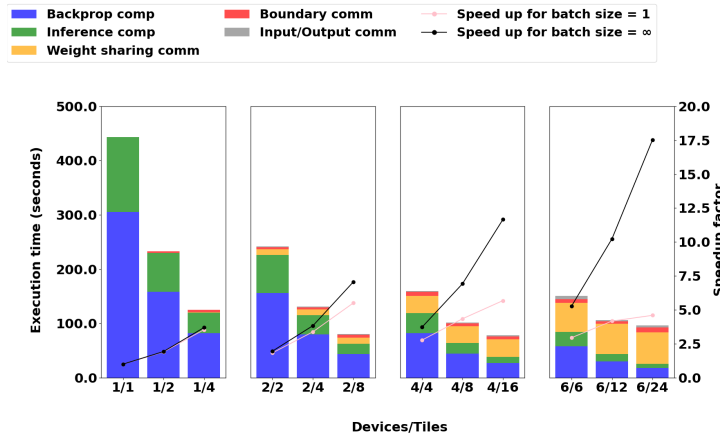 Backprop comp
Inference comp
Weight sharing comm
Boundary comm
Input/Output comm
Speed up for batch size = 1
Speed up for batch size = ∞
Execution time (seconds)
500.0
400.0
300.0
200.0
100.0
0.0
1/1 1/2 1/4
2/2 2/4 2/8
4/4 4/8 4/16
6/6 6/12 6/24
20.0
17.5
15.0
12.5
10.0
7.5
5.0
2.5
0.0
Speedup factor
Devices/Tiles